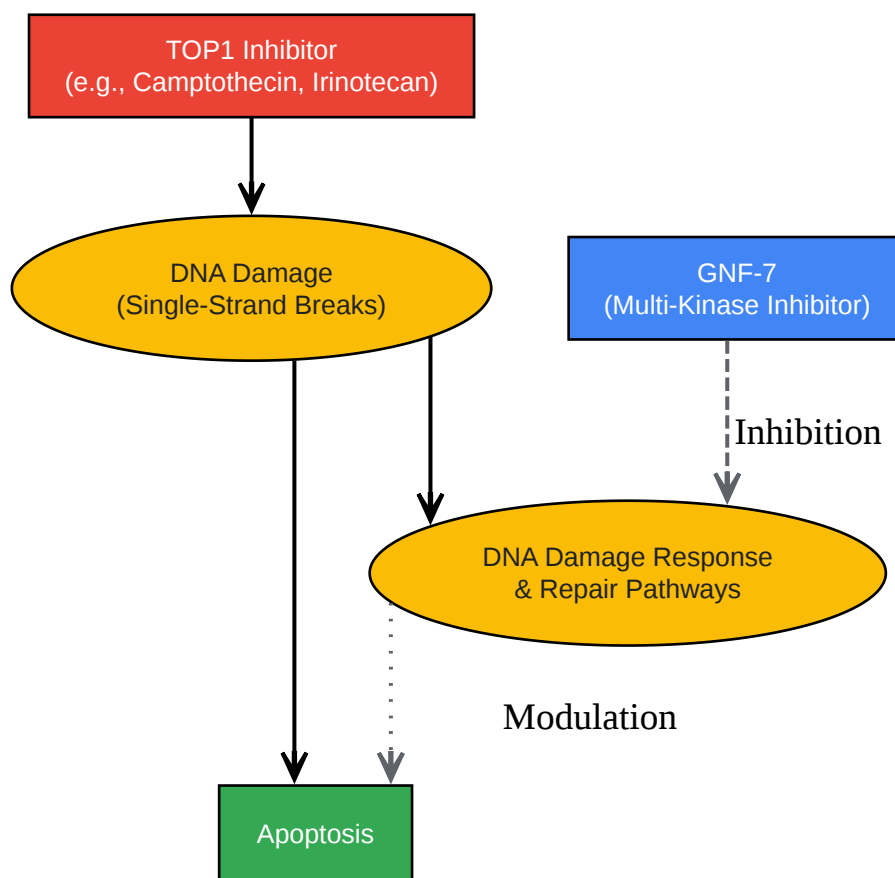 TOP1 Inhibitor
(e.g., Camptothecin, Irinotecan)
DNA Damage
(Single-Strand Breaks)
GNF-7
(Multi-Kinase Inhibitor)
Inhibition
DNA Damage Response
& Repair Pathways
Modulation
Apoptosis